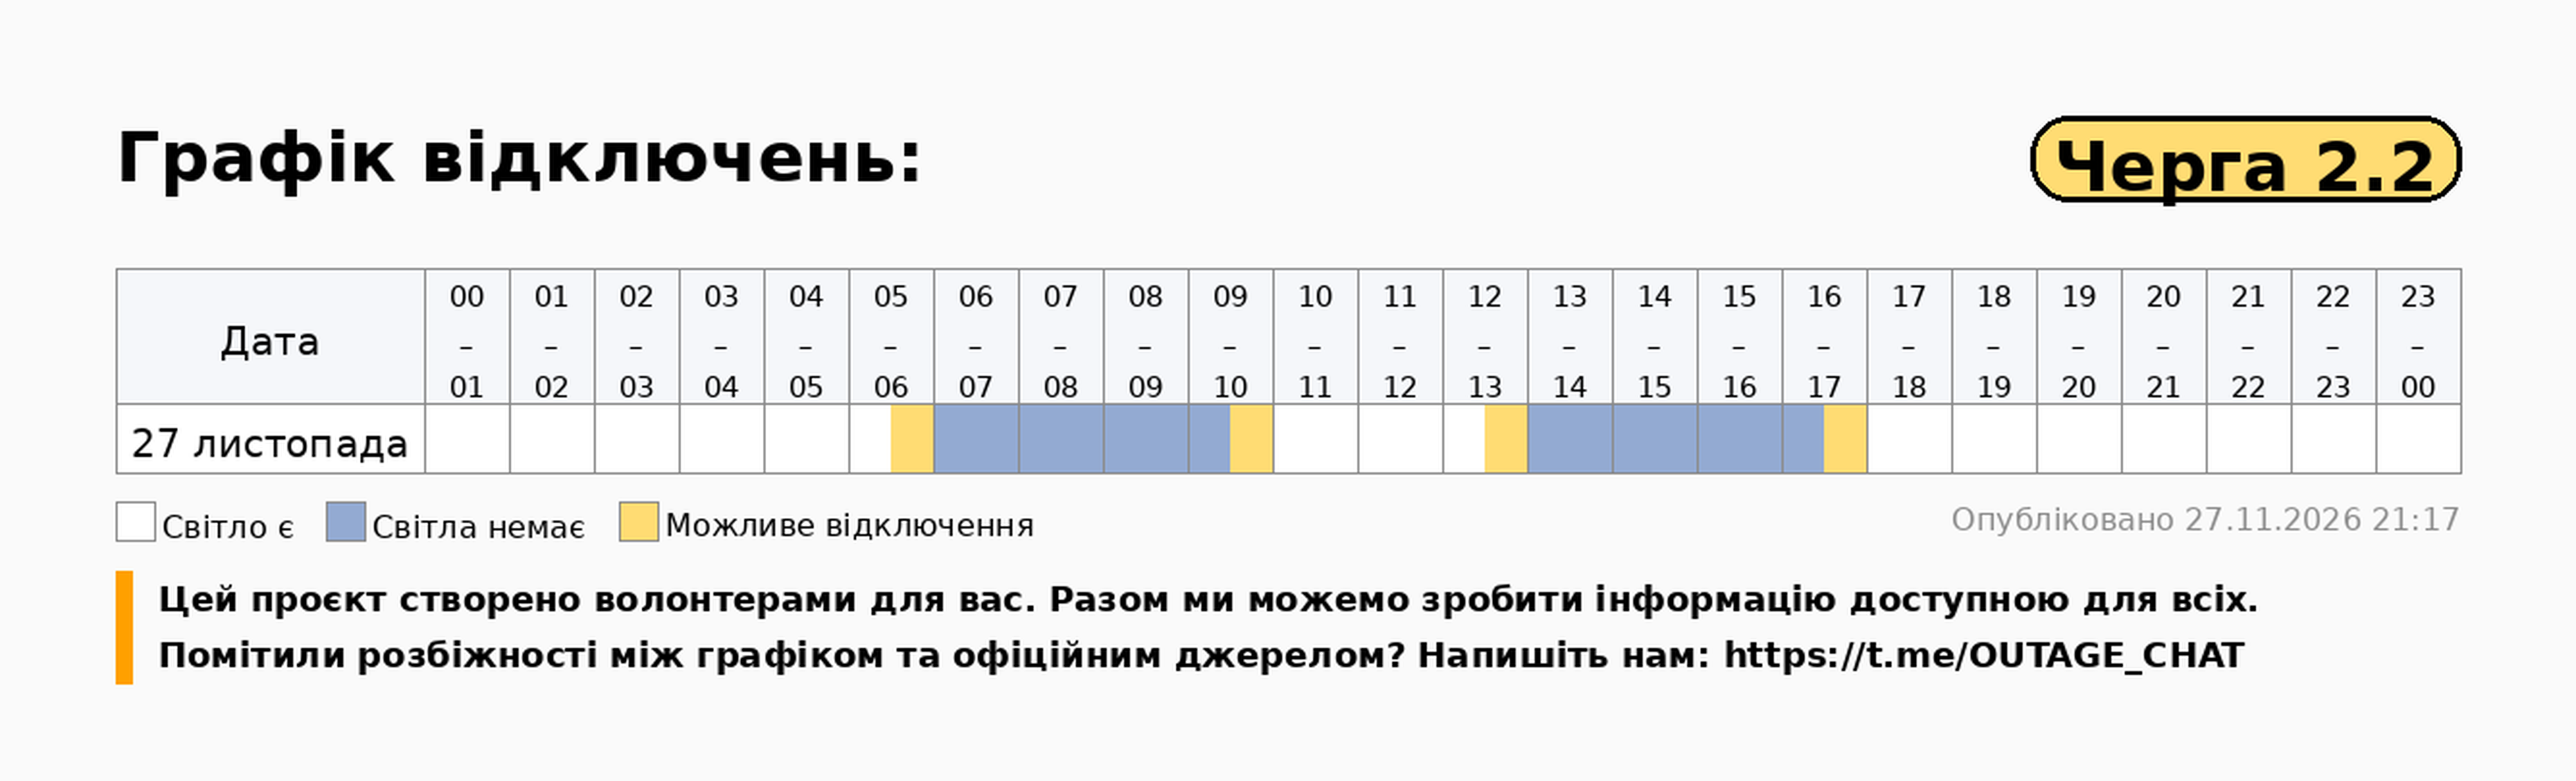 Графік відключень:
Черга 2.2
Дата
00 – 01
01 – 02
02 – 03
03 – 04
04 – 05
05 – 06
06 – 07
07 – 08
08 – 09
09 – 10
10 – 11
11 – 12
12 – 13
13 – 14
14 – 15
15 – 16
16 – 17
17 – 18
18 – 19
19 – 20
20 – 21
21 – 22
22 – 23
23 – 00
27 листопада
Світло є
Світла немає
Можливе відключення
Опубліковано 27.11.2026 21:17
Цей проєкт створено волонтерами для вас. Разом ми можемо зробити інформацію доступною для всіх.
Помітили розбіжності між графіком та офіційним джерелом? Напишіть нам: https://t.me/OUTAGE_CHAT